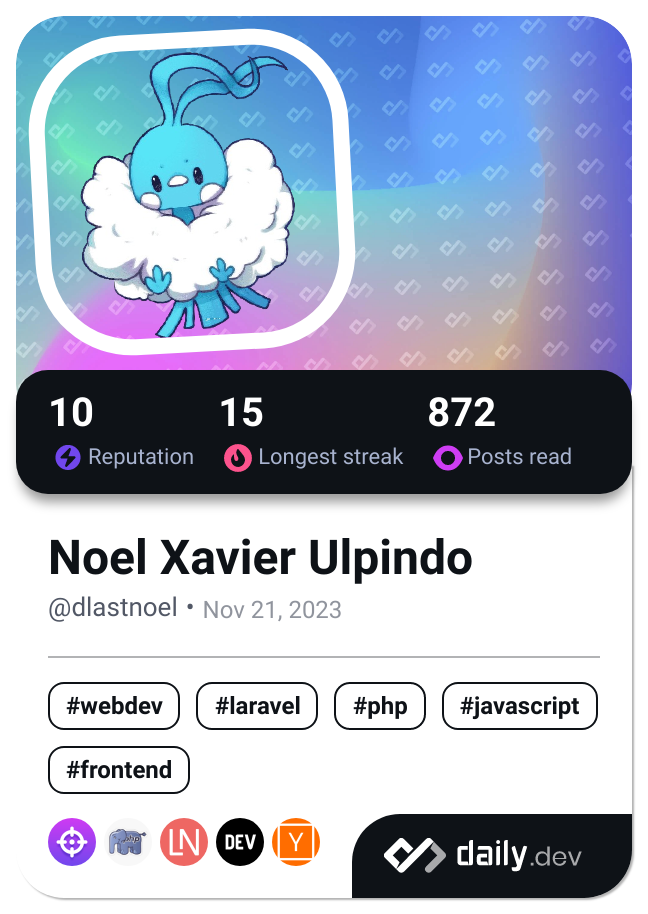 10 15 872
Reputation Longest streak Posts read
Noel Xavier Ulpindo
@dlastnoel • Nov 21, 2023
#webdev #laravel #php #javascript
#frontend
php LN DEV Y
daily.dev